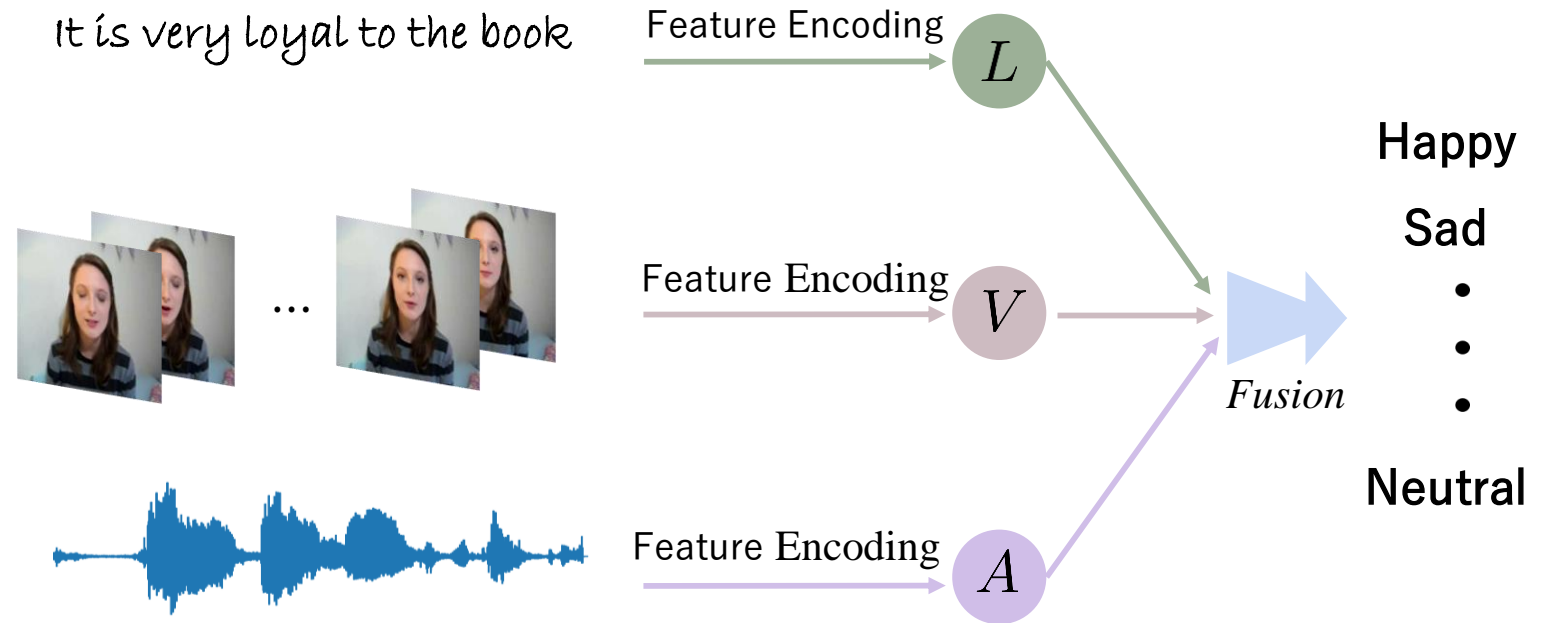 It is very loyal to the book
Feature Encoding
L
Happy
Sad
...
Feature Encoding
V
Fusion
Neutral
Feature Encoding
A